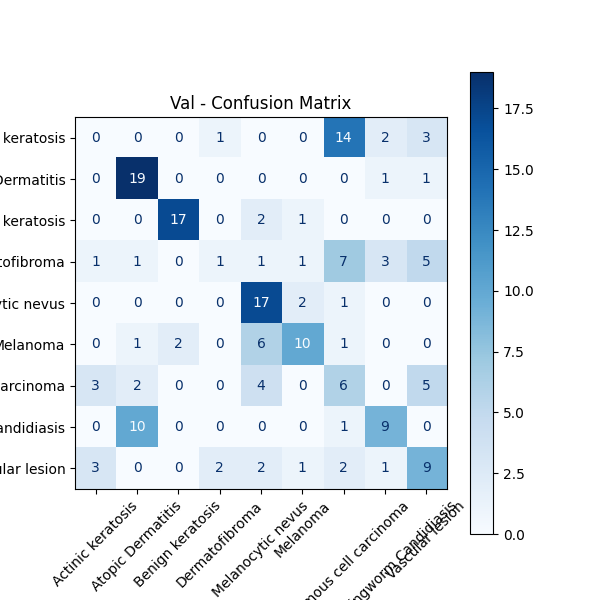 Val - Confusion Matrix
keratosis 0 0 0 1 0 0 14 2 3
Dermatitis 0 19 0 0 0 0 0 1 1
keratosis 0 0 17 0 2 1 0 0 0
tofibroma 1 1 0 1 1 1 7 3 5
tic nevus 0 0 0 0 17 2 1 0 0
Melanoma 0 1 2 0 6 10 1 0 0
arcinoma 3 2 0 0 4 0 6 0 5
andidiasis 0 10 0 0 0 0 1 9 0
ular lesion 3 0 0 2 2 1 2 1 9
Actinic keratosis
Atopic Dermatitis
Benign keratosis
Dermatofibroma
Melanocytic nevus
Melanoma
mous cell carcinoma
ngworm Candidiasis
Vascular lesion
17.5
15.0
12.5
10.0
7.5
5.0
2.5
0.0